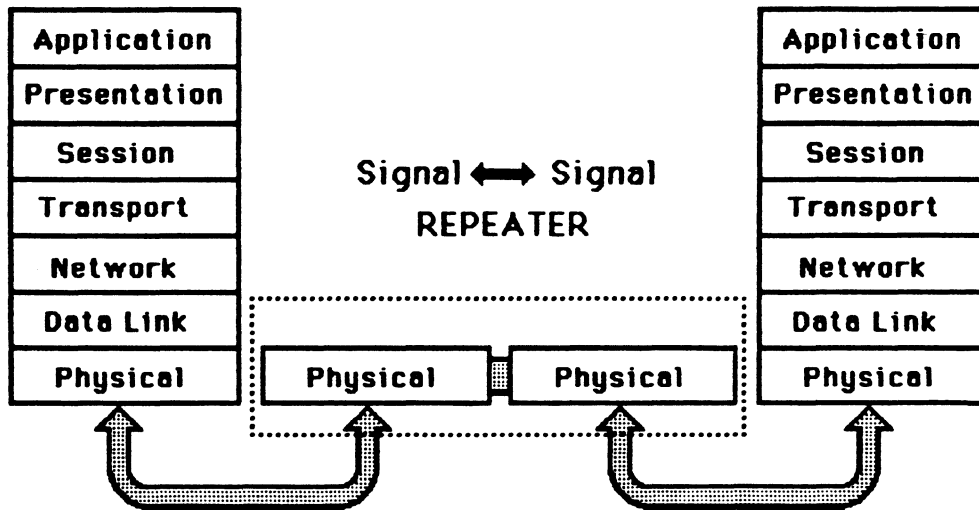 Application
Presentation
Session
Transport
Network
Data Link
Physical
Signal Signal
REPEATER
Physical Physical
Application
Presentation
Session
Transport
Network
Data Link
Physical